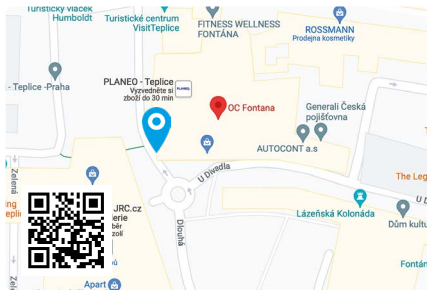 Turistický vláček
Humboldt
Turistické centrum
VisitTeplice
FITNESS WELLNESS
FONTÁNA
ROSSMANN
Prodejna kosmetiky
- Teplice -Praha
PLANEO - Teplice
Vyzvedněte si
zboží do 30 min
PLANEO
OC Fontana
Generali Česká
pojišťovna
AUTOCONT a.s
U Divadla
The Leg
Zelená
JRC.cz
Lázeňská Kolonáda
U D
Dlouhá
Dům kultu
Fontán
Apart